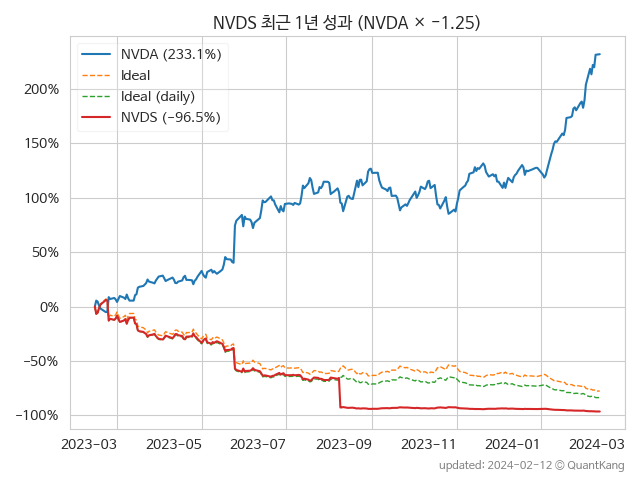 NVDS 최근 1년 성과 (NVDA × −1.25)
NVDA (233.1%)
Ideal
Ideal (daily)
NVDS (−96.5%)
200%
150%
100%
50%
0%
−50%
−100%
2023-03 2023-05 2023-07 2023-09 2023-11 2024-01 2024-03
updated: 2024-02-12 © QuantKang